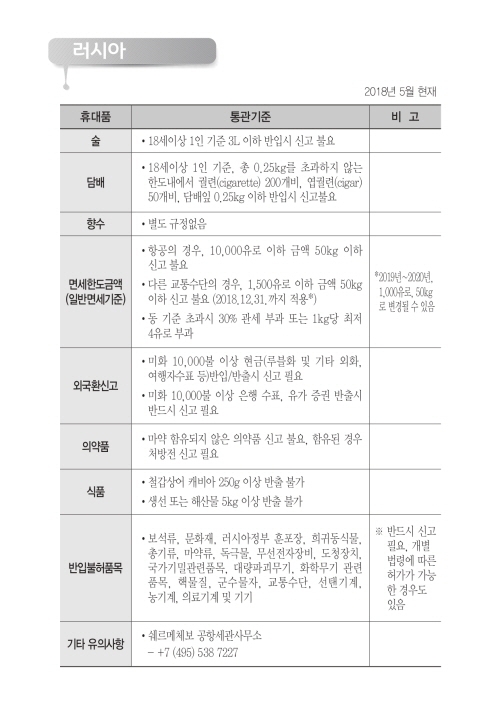 러시아
2018년 5월 현재
휴대품 통관기준 비 고
술 •18세이상 1인 기준 3L 이하 반입시 신고 불요
담배 •18세이상 1인 기준, 총 0.25kg를 초과하지 않는
한도내에서 궐련(cigarette) 200개비, 엽궐련(cigar)
50개비, 담배잎 0.25kg 이하 반입시 신고불요
향수 •별도 규정없음
면세한도금액
(일반면세기준)
•항공의 경우, 10,000유로 이하 금액 50kg 이하
신고 불요
•다른 교통수단의 경우, 1,500유로 이하 금액 50kg
이하 신고 불요 (2018.12.31.까지 적용※)
•동 기준 초과시 30% 관세 부과 또는 1kg당 최저
4유로 부과
※2019년~2020년,
1,000유로, 50kg
로 변경될 수 있음
외국환신고
•미화 10,000불 이상 현금(루블화 및 기타 외화,
여행자수표 등)반입/반출시 신고 필요
•미화 10,000불 이상 은행 수표, 유가 증권 반출시
반드시 신고 필요
의약품
•마약 함유되지 않은 의약품 신고 불요, 함유된 경우
처방전 신고 필요
식품
•철갑상어 캐비아 250g 이상 반출 불가
•생선 또는 해산물 5kg 이상 반출 불가
반입불허품목
•보석류, 문화재, 러시아정부 훈포장, 희귀동식물,
총기류, 마약류, 독극물, 무선전자장비, 도청장치,
국가기밀관련품목, 대량파괴무기, 화학무기 관련
품목, 핵물질, 군수물자, 교통수단, 선탠기계,
농기계, 의료기계 및 기기
※ 반드시 신고
필요, 개별
법령에 따른
허가가 가능
한 경우도
있음
기타 유의사항
•쉐르메체보 공항세관사무소
– +7 (495) 538 7227